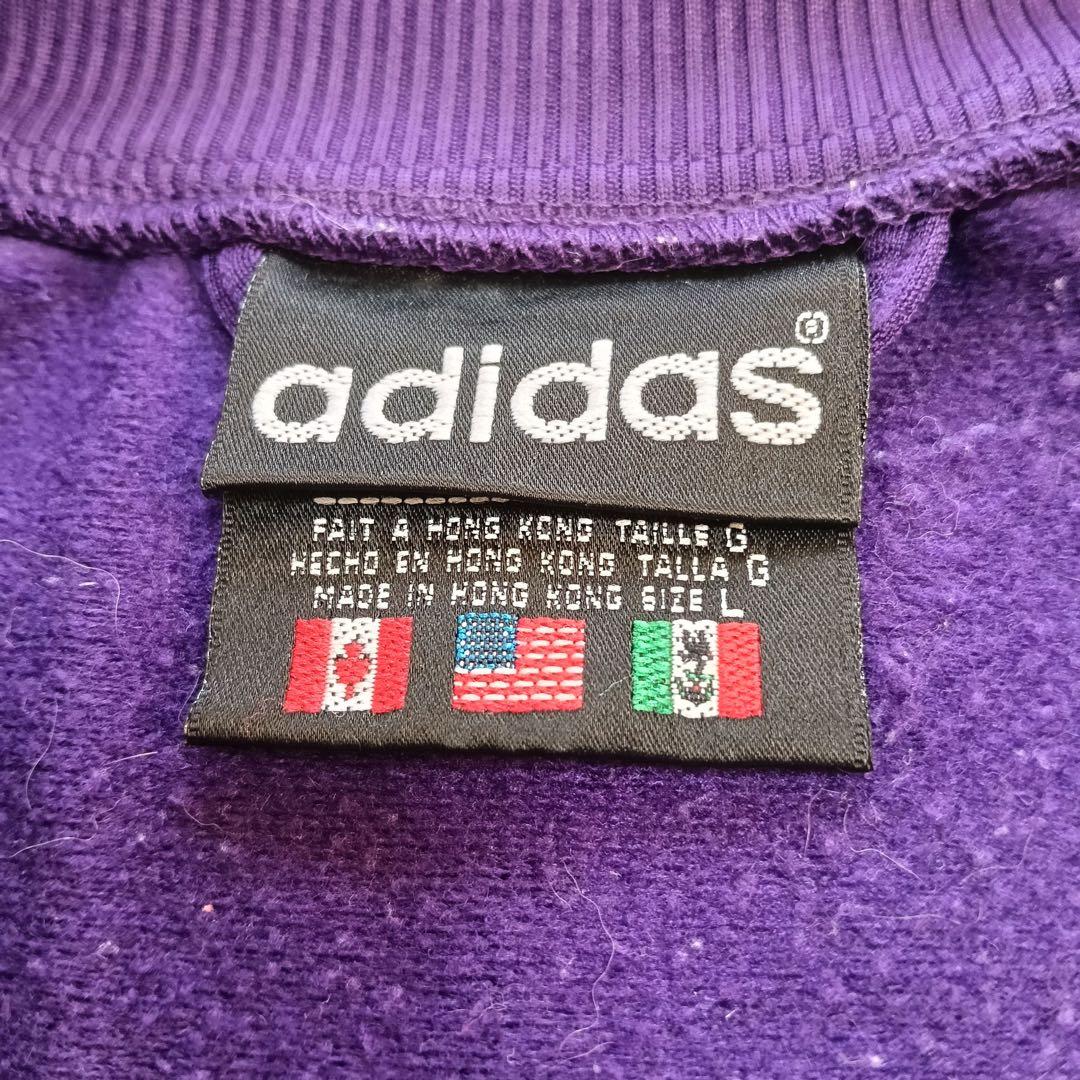 adidas®
FAIT A HONG KONG TAILLE G
HECHO EN HONG KONG TALLA G
MADE IN HONG KONG SIZE L